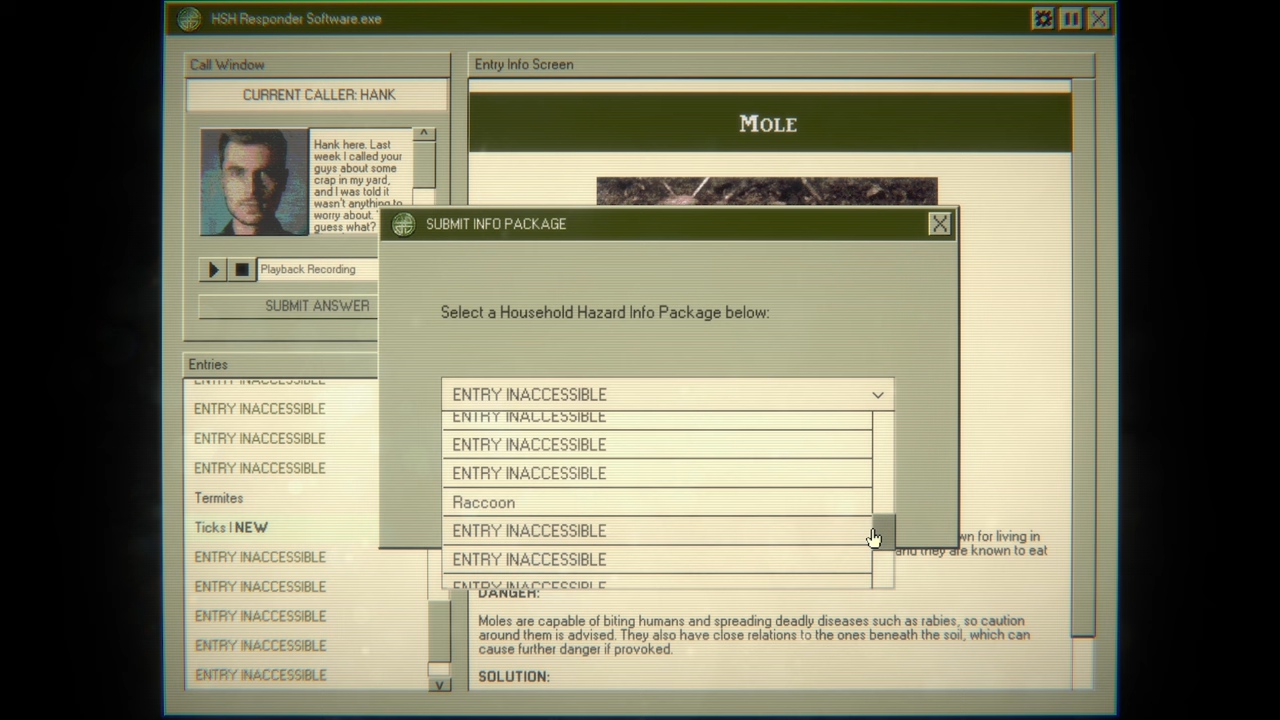 HSH Responder Software.exe
Call Window
CURRENT CALLER: HANK
Hank here. Last
week I called your
guys about some
crap in my yard,
and I was told it
wasn't anything to
worry about.
guess what?
Playback Recording
SUBMIT ANSWER
Entries
ENTRY INACCESSIBLE
ENTRY INACCESSIBLE
ENTRY INACCESSIBLE
ENTRY INACCESSIBLE
Termites
Ticks | NEW
ENTRY INACCESSIBLE
ENTRY INACCESSIBLE
ENTRY INACCESSIBLE
ENTRY INACCESSIBLE
ENTRY INACCESSIBLE
Entry Info Screen
MOLE
SUBMIT INFO PACKAGE
Select a Household Hazard Info Package below:
ENTRY INACCESSIBLE
ENTRY INACCESSIBLE
ENTRY INACCESSIBLE
ENTRY INACCESSIBLE
Raccoon
ENTRY INACCESSIBLE
ENTRY INACCESSIBLE
ENTRY INACCESSIBLE
for living in
and they are known to eat
DANGER:
Moles are capable of biting humans and spreading deadly diseases such as rabies, so caution
around them is advised. They also have close relations to the ones beneath the soil, which can
cause further danger if provoked.
SOLUTION: